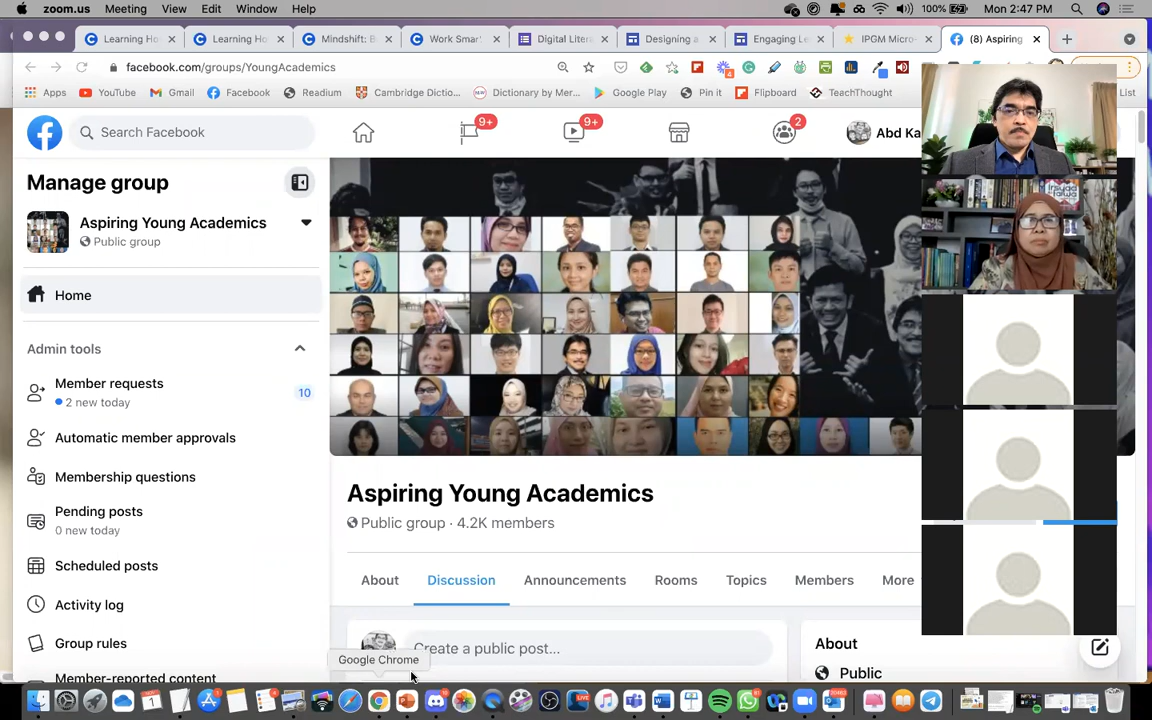 zoom.us Meeting View Edit Window Help 100% Mon 2:47 PM
Learning Ho Learning Ho Mindshift: B Work Smar Digital Litera Designing a Engaging Le IPGM Micro- (8) Aspiring
facebook.com/groups/YoungAcademics
Apps YouTube Gmail Facebook Readium Cambridge Dictio... Dictionary by Mer... Google Play Pin it Flipboard TeachThought List
Search Facebook 9+ 9+ 2 Abd Ka
Manage group
Aspiring Young Academics
Public group
Home
Admin tools
Member requests
2 new today
10
Automatic member approvals
Membership questions
Pending posts
0 new today
Scheduled posts
Activity log
Group rules
Member-reported content
Aspiring Young Academics
Public group · 4.2K members
About Discussion Announcements Rooms Topics Members More
Create a public post...
About
Public
Google Chrome